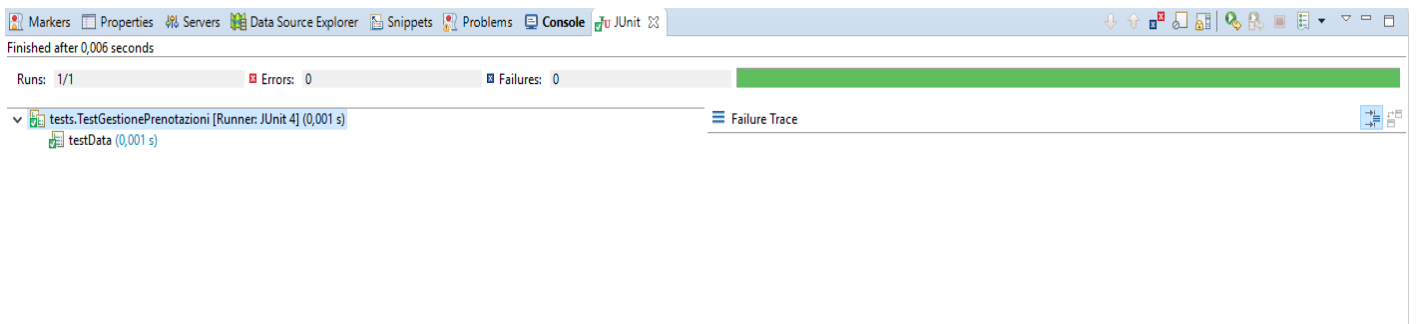 Markers Properties Servers Data Source Explorer Snippets Problems Console Ju JUnit
Finished after 0,006 seconds
Runs: 1/1 Errors: 0 Failures: 0
tests.TestGestionePrenotazioni [Runner: JUnit 4] (0,001 s)
Failure Trace
testData (0,001 s)